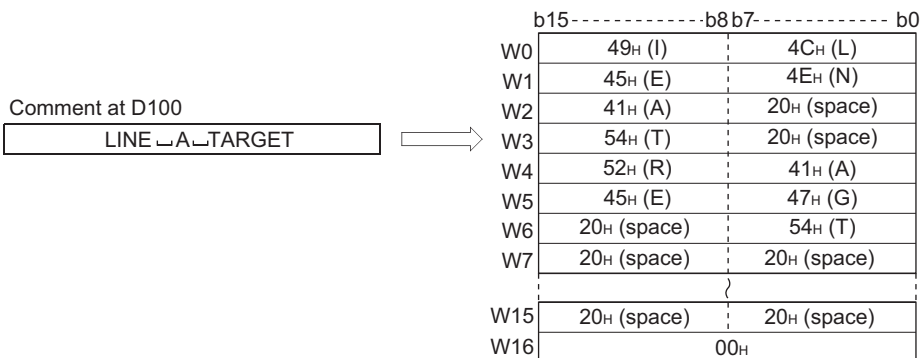 b15 b8 b7 b0
W0 49H (I) 4CH (L)
W1 45H (E) 4EH (N)
Comment at D100
W2 41H (A) 20H (space)
LINE ␣A␣TARGET
W3 54H (T) 20H (space)
W4 52H (R) 41H (A)
W5 45H (E) 47H (G)
W6 20H (space) 54H (T)
W7 20H (space) 20H (space)
W15 20H (space) 20H (space)
W16 00H